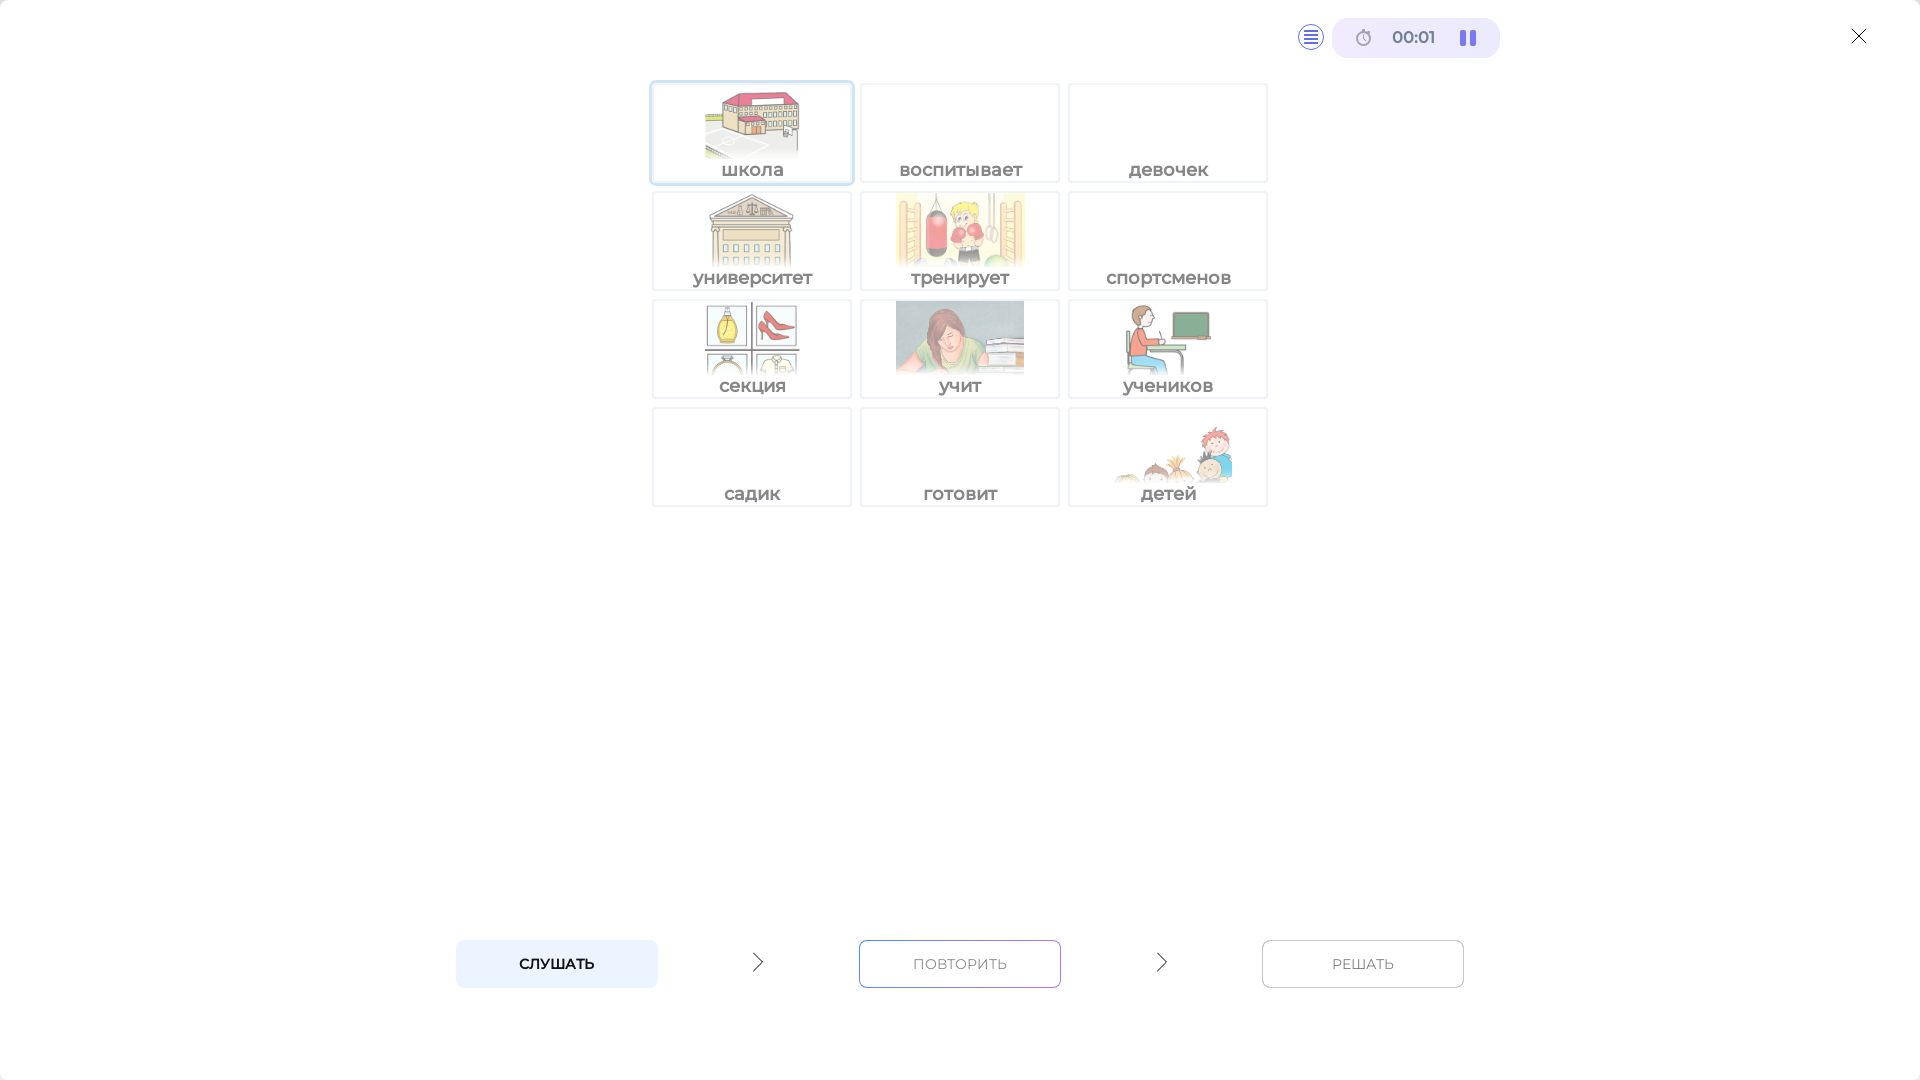 00:01
школа воспитывает девочек
университет тренирует спортсменов
секция учит учеников
садик готовит детей
СЛУШАТЬ ПОВТОРИТЬ РЕШАТЬ